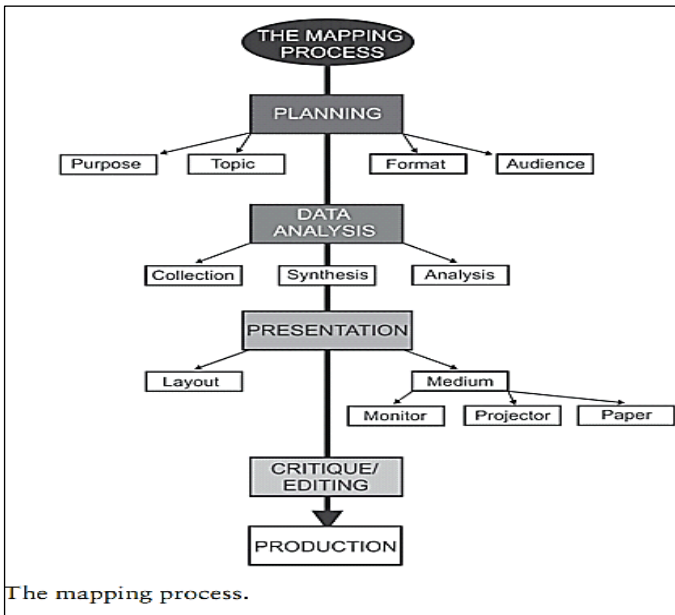 THE MAPPING
PROCESS
PLANNING
Purpose
Topic
Format
Audience
DATA
ANALYSIS
Collection
Synthesis
Analysis
PRESENTATION
Layout
Medium
Monitor
Projector
Paper
CRITIQUE/
EDITING
PRODUCTION
The mapping process.